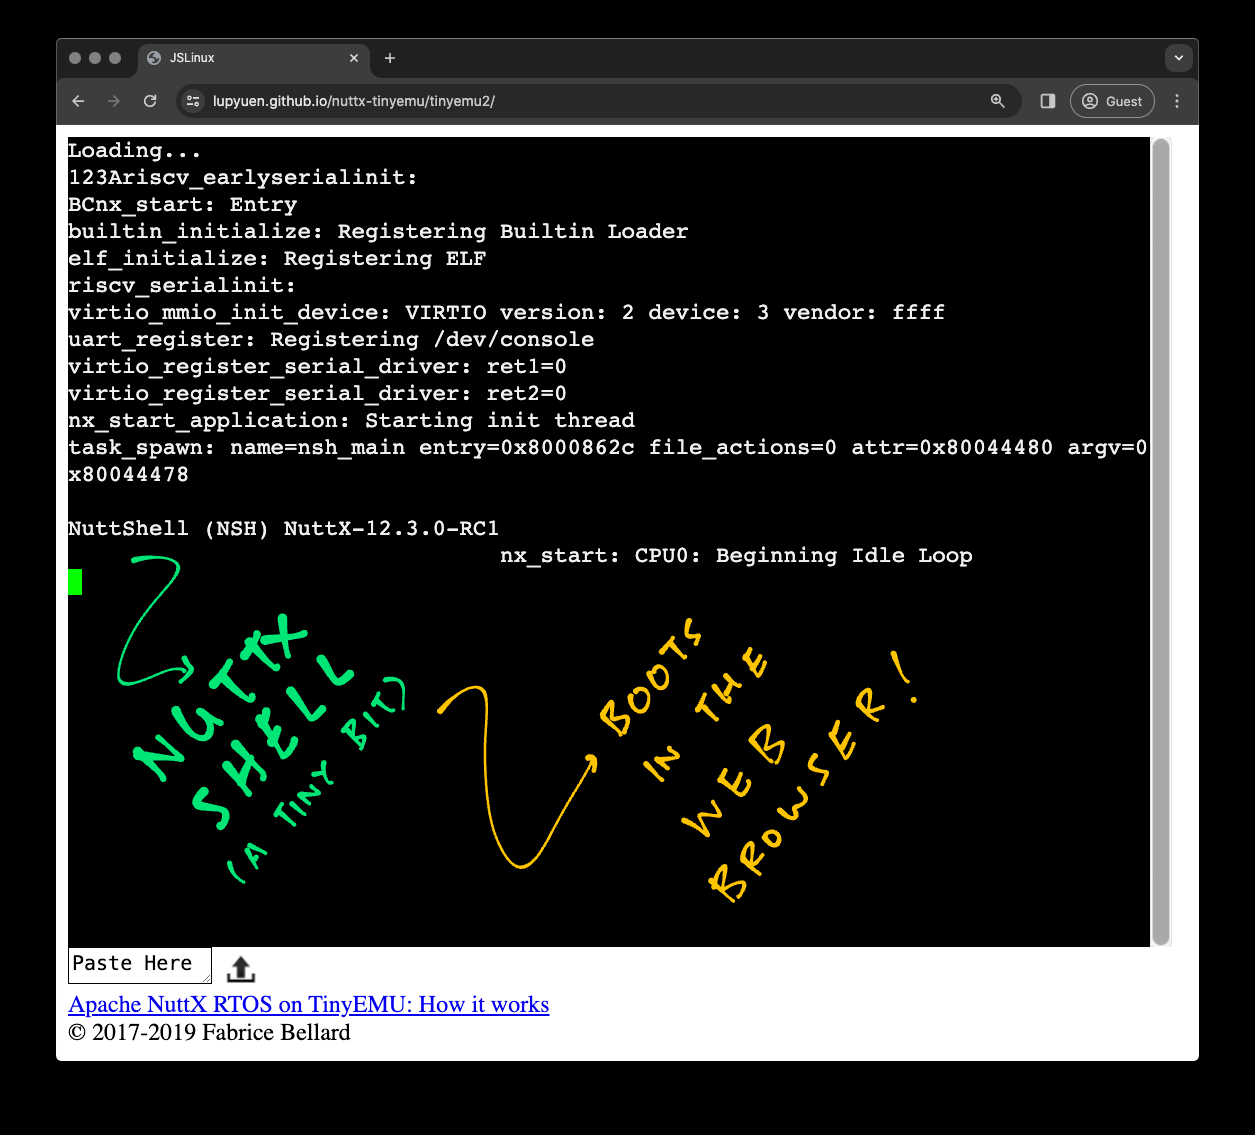 JSLinux
lupyuen.github.io/nuttx-tinyemu/tinyemu2/
Guest
Loading...
123Ariscv_earlyserialinit:
BCnx_start: Entry
builtin_initialize: Registering Builtin Loader
elf_initialize: Registering ELF
riscv_serialinit:
virtio_mmio_init_device: VIRTIO version: 2 device: 3 vendor: ffff
uart_register: Registering /dev/console
virtio_register_serial_driver: ret1=0
virtio_register_serial_driver: ret2=0
nx_start_application: Starting init thread
task_spawn: name=nsh_main entry=0x8000862c file_actions=0 attr=0x80044480 argv=0
x80044478
NuttShell (NSH) NuttX-12.3.0-RC1
nx_start: CPU0: Beginning Idle Loop
NUTTX
SHELL
(A TINY BIT)
BOOTS
IN THE
WEB
BROWSER!
Paste Here
Apache NuttX RTOS on TinyEMU: How it works
© 2017-2019 Fabrice Bellard